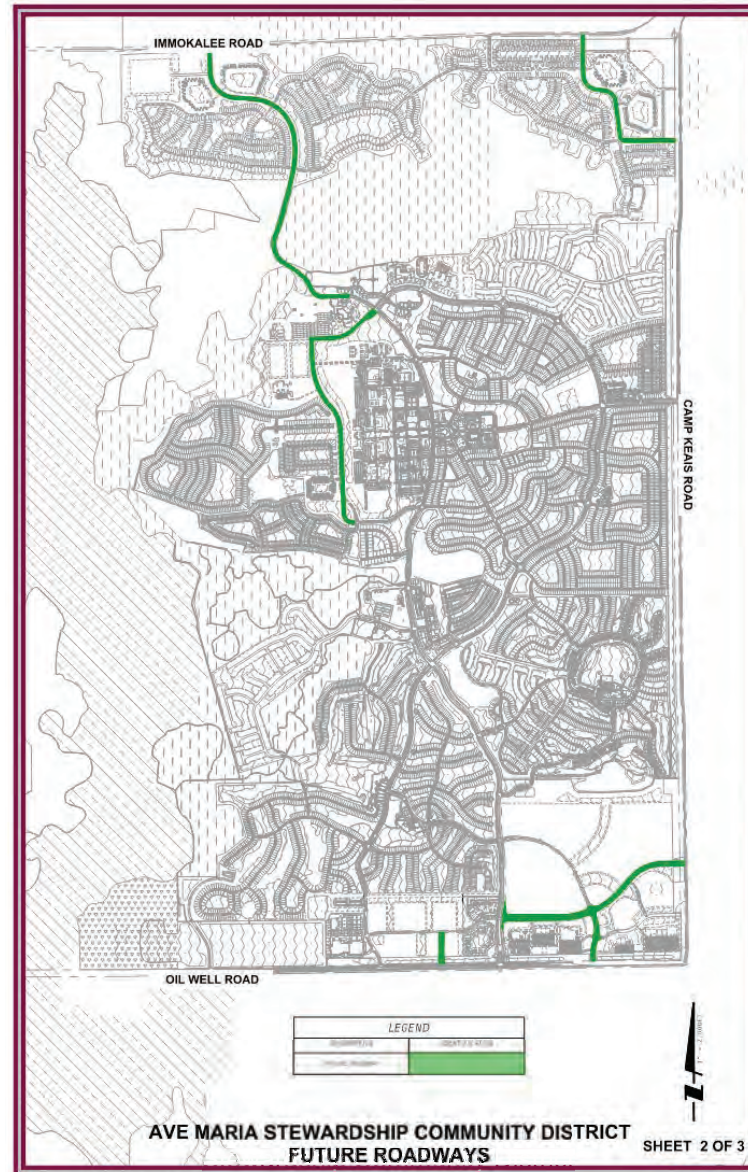 IMMOKALEE ROAD
CAMP KEAIS ROAD
OIL WELL ROAD
LEGEND
AVE MARIA STEWARDSHIP COMMUNITY DISTRICT
FUTURE ROADWAYS
SHEET 2 OF 3